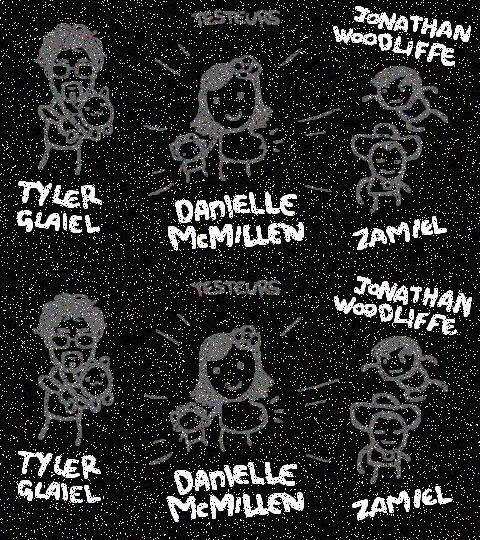 TESTEURS
JONATHAN
WOODLIFFE
TYLER
GLAIEL
DANIELLE
McMILLEN
ZAMIEL
TESTEURS
JONATHAN
WOODLIFFE
TYLER
GLAIEL
DANIELLE
McMILLEN
ZAMIEL